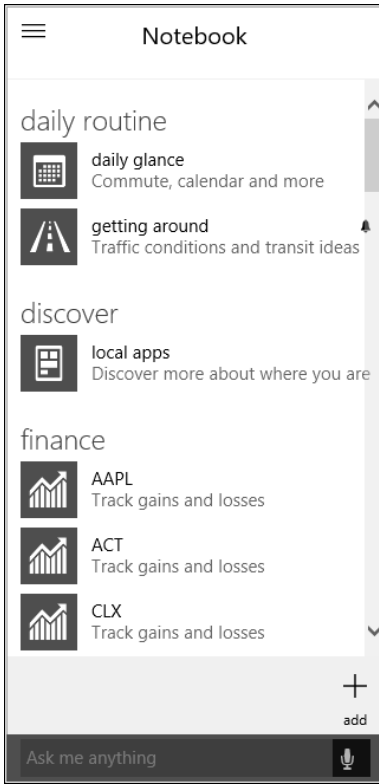 Notebook
daily routine
daily glance
Commute, calendar and more
getting around
Traffic conditions and transit ideas
discover
local apps
Discover more about where you are
finance
AAPL
Track gains and losses
ACT
Track gains and losses
CLX
Track gains and losses
add
Ask me anything